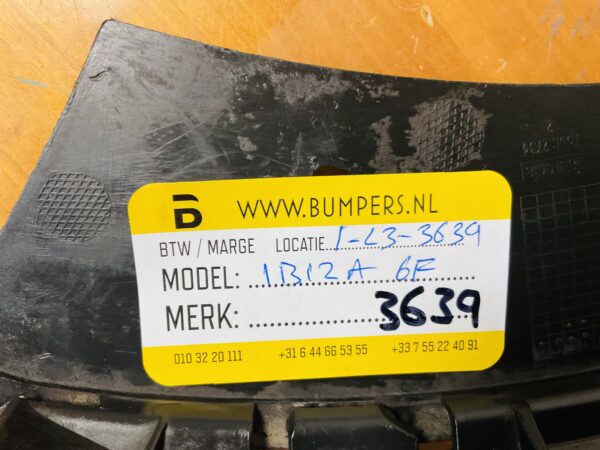 B WWW.BUMPERS.NL
BTW / MARGE LOCATIE 1-L3-3639
MODEL: IBIZA 6F
MERK: 3639
010 32 20 111 +31 6 44 66 53 55 +33 7 55 22 40 91